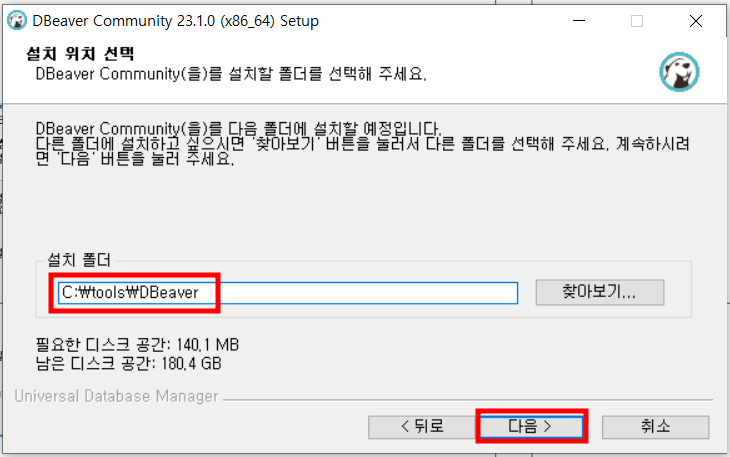 DBeaver Community 23.1.0 (x86_64) Setup
설치 위치 선택
DBeaver Community(을)를 설치할 폴더를 선택해 주세요.
DBeaver Community(을)를 다음 폴더에 설치할 예정입니다.
다른 폴더에 설치하고 싶으시면 '찾아보기' 버튼을 눌러서 다른 폴더를 선택해 주세요. 계속하시려
면 '다음' 버튼을 눌러 주세요.
설치 폴더
C:₩tools₩DBeaver
찾아보기...
필요한 디스크 공간: 140.1 MB
남은 디스크 공간: 180.4 GB
Universal Database Manager
< 뒤로
다음 >
취소